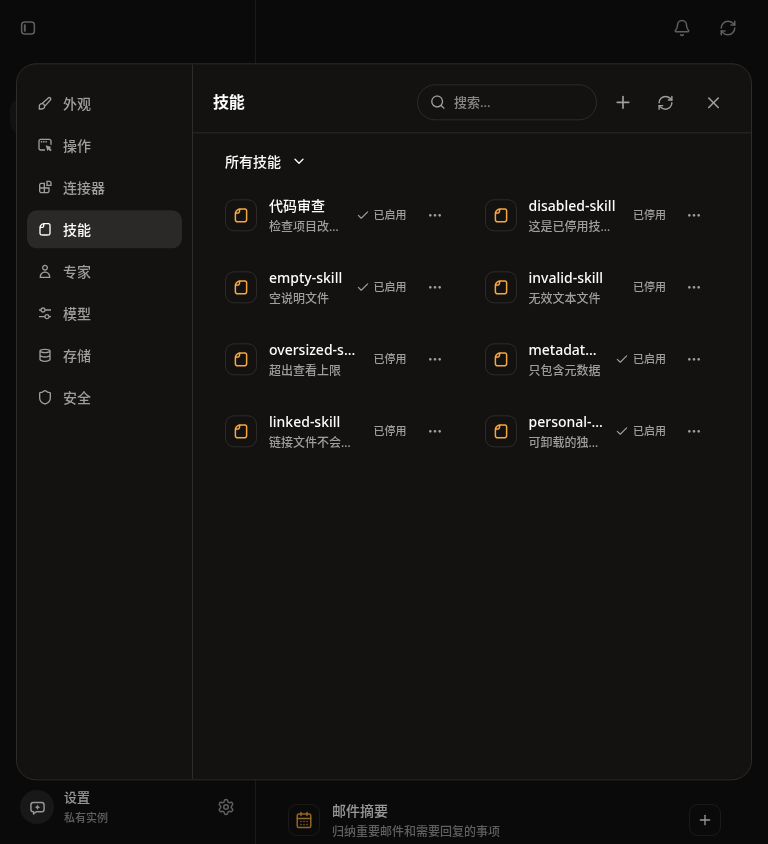 外观
操作
连接器
技能
专家
模型
存储
安全
技能
搜索...
所有技能
代码审查
检查项目改...
已启用
disabled-skill
这是已停用技...
已停用
empty-skill
空说明文件
已启用
invalid-skill
无效文本文件
已停用
oversized-s...
超出查看上限
已停用
metadat...
只包含元数据
已启用
linked-skill
链接文件不会...
已停用
personal-...
可卸载的独...
已启用
设置
私有实例
邮件摘要
归纳重要邮件和需要回复的事项